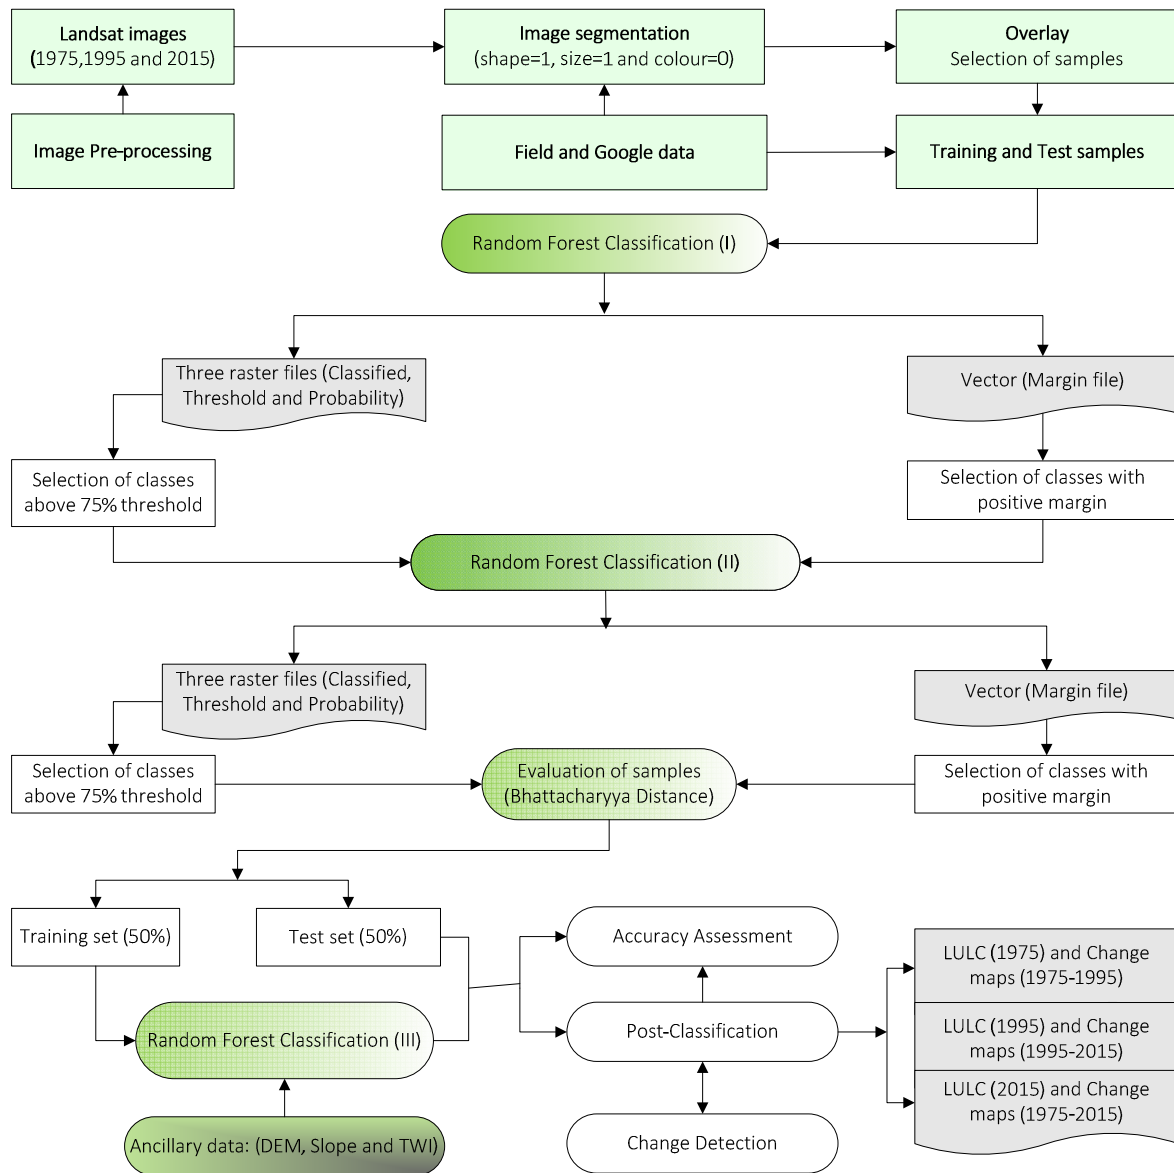 Landsat images
(1975,1995 and 2015)
Image segmentation
(shape=1, size=1 and colour=0)
Overlay
Selection of samples
Image Pre-processing
Field and Google data
Training and Test samples
Random Forest Classification (I)
Three raster files (Classified,
Threshold and Probability)
Vector (Margin file)
Selection of classes
above 75% threshold
Selection of classes with
positive margin
Random Forest Classification (II)
Three raster files (Classified,
Threshold and Probability)
Vector (Margin file)
Selection of classes
above 75% threshold
Evaluation of samples
(Bhattacharyya Distance)
Selection of classes with
positive margin
Training set (50%)
Test set (50%)
Accuracy Assessment
LULC (1975) and Change
maps (1975-1995)
Random Forest Classification (III)
Post-Classification
LULC (1995) and Change
maps (1995-2015)
Ancillary data: (DEM, Slope and TWI)
Change Detection
LULC (2015) and Change
maps (1975-2015)